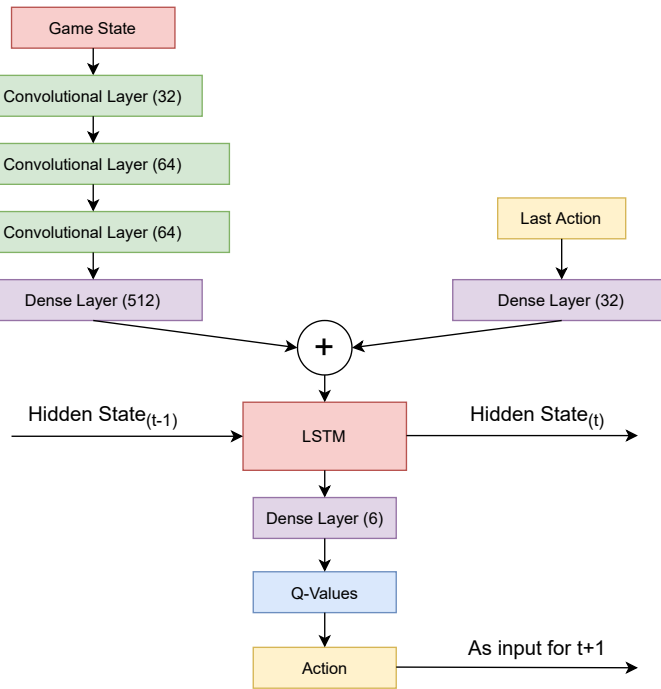 Game State
Convolutional Layer (32)
Convolutional Layer (64)
Convolutional Layer (64)
Last Action
Dense Layer (512)
Dense Layer (32)
+
Hidden State(t-1)
LSTM
Hidden State(t)
Dense Layer (6)
Q-Values
Action
As input for t+1